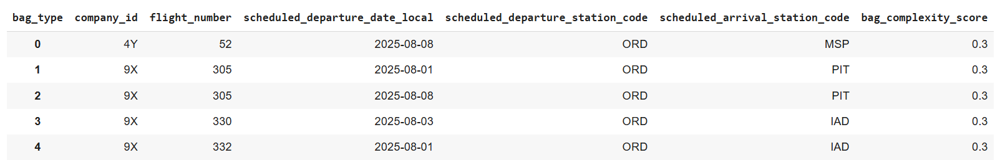 bag_type company_id flight_number scheduled_departure_date_local scheduled_departure_station_code scheduled_arrival_station_code bag_complexity_score
0 4Y 52 2025-08-08 ORD MSP 0.3
1 9X 305 2025-08-01 ORD PIT 0.3
2 9X 305 2025-08-08 ORD PIT 0.3
3 9X 330 2025-08-03 ORD IAD 0.3
4 9X 332 2025-08-01 ORD IAD 0.3